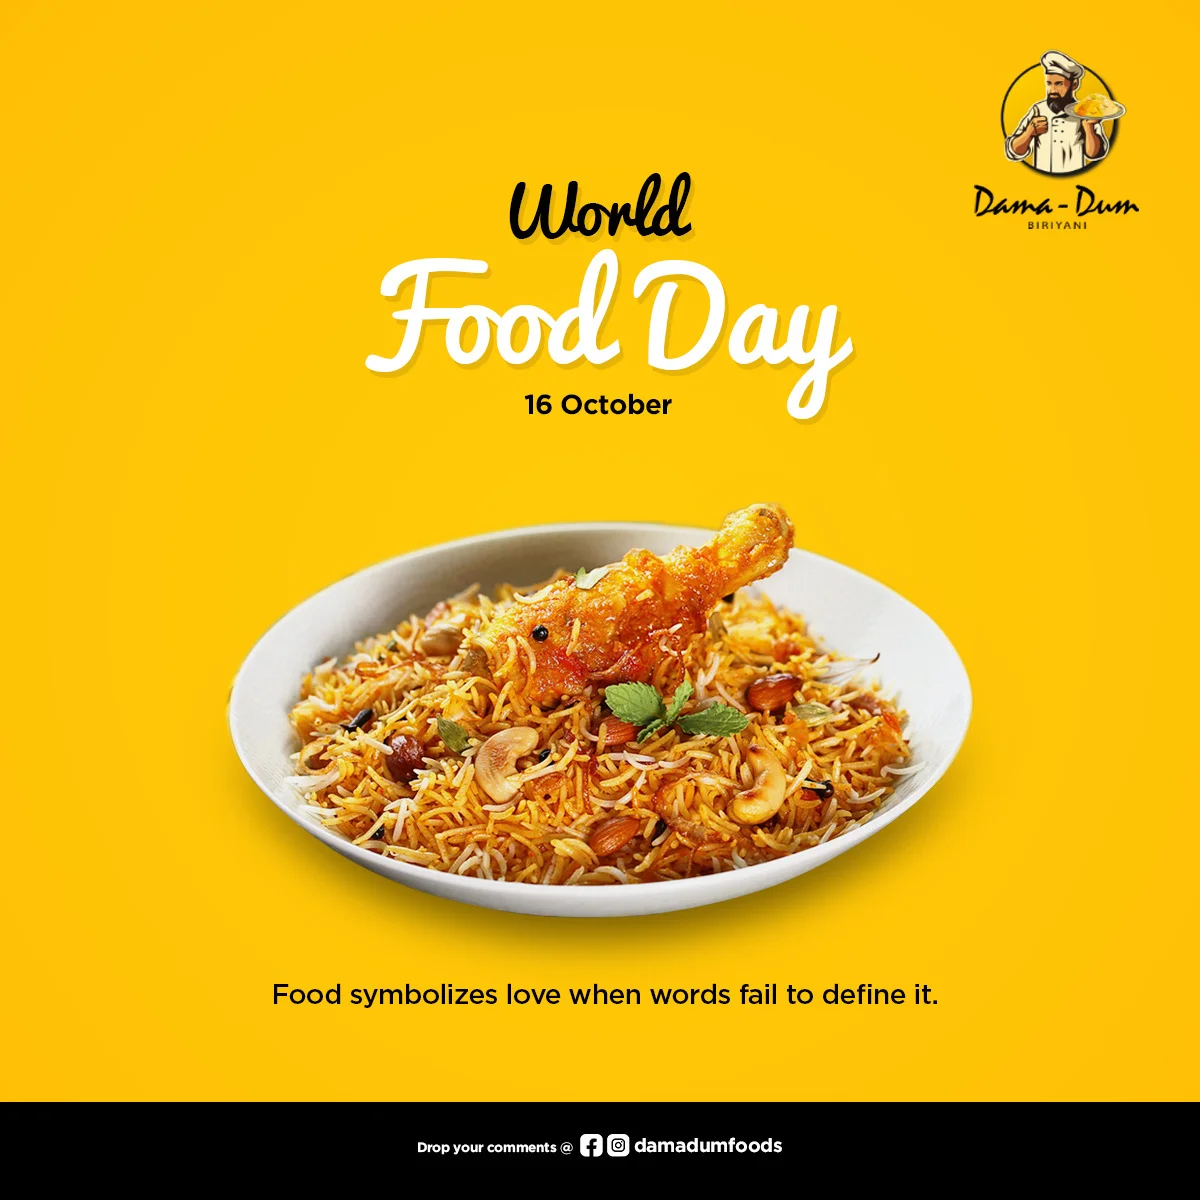 Dama-Dum
BIRIYANI
World
Food Day
16 October
Food symbolizes love when words fail to define it.
Drop your comments @ damadumfoods